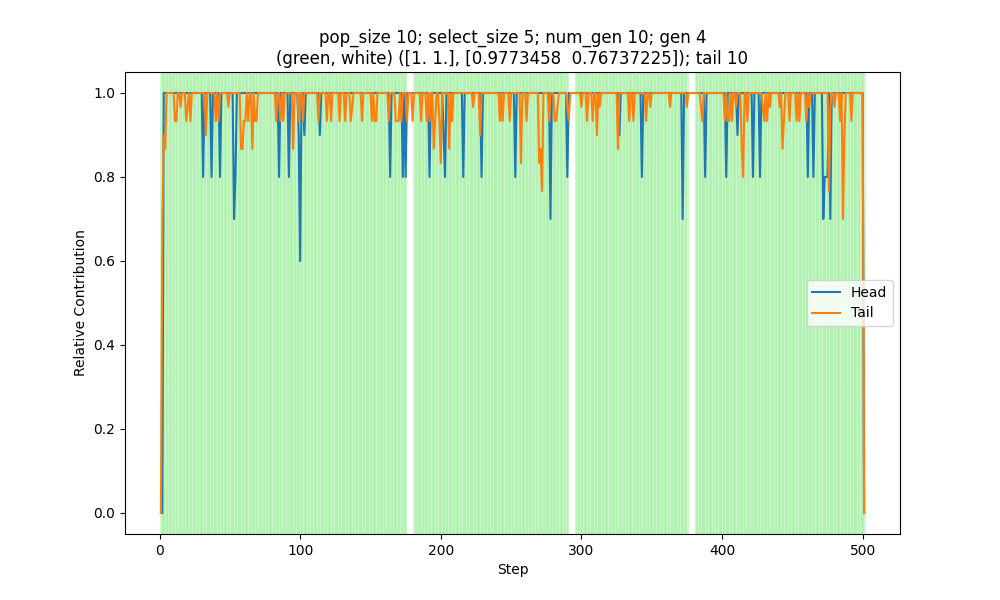 pop_size 10; select_size 5; num_gen 10; gen 4
(green, white) ([1. 1.], [0.9773458  0.76737225]); tail 10
1.0
0.8
0.6
0.4
0.2
0.0
Relative Contribution
Head
Tail
0
100
200
300
400
500
Step